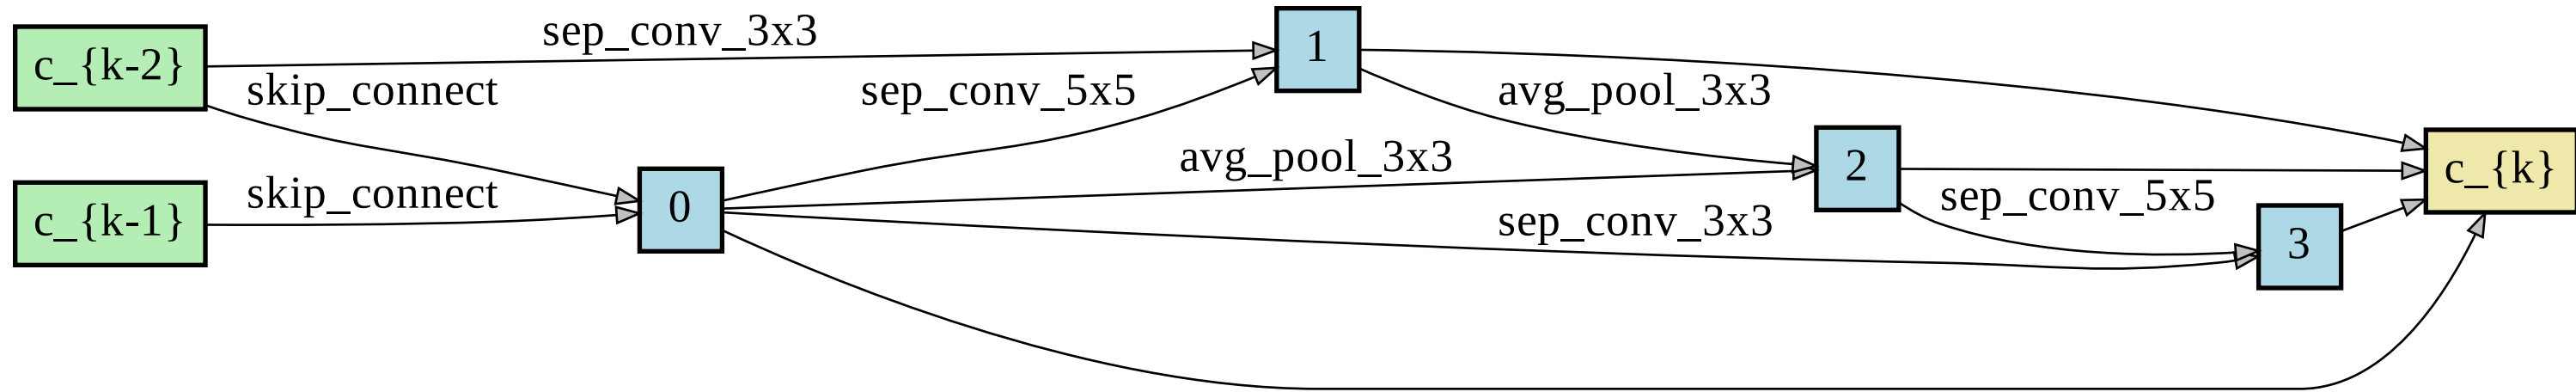 c_{k-2}
sep_conv_3x3
skip_connect
c_{k-1}
skip_connect
0
sep_conv_5x5
1
avg_pool_3x3
avg_pool_3x3
2
sep_conv_3x3
sep_conv_5x5
3
c_{k}